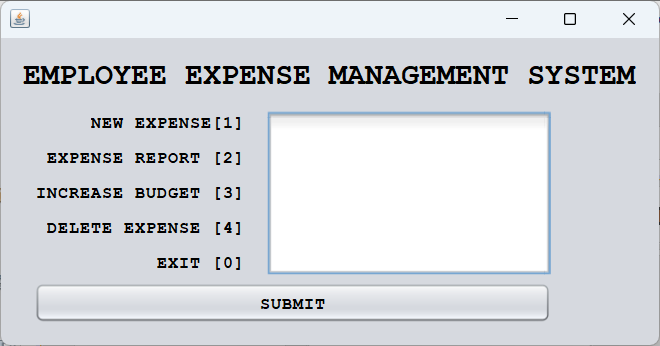 EMPLOYEE EXPENSE MANAGEMENT SYSTEM
NEW EXPENSE[1]
EXPENSE REPORT [2]
INCREASE BUDGET [3]
DELETE EXPENSE [4]
EXIT [0]
SUBMIT